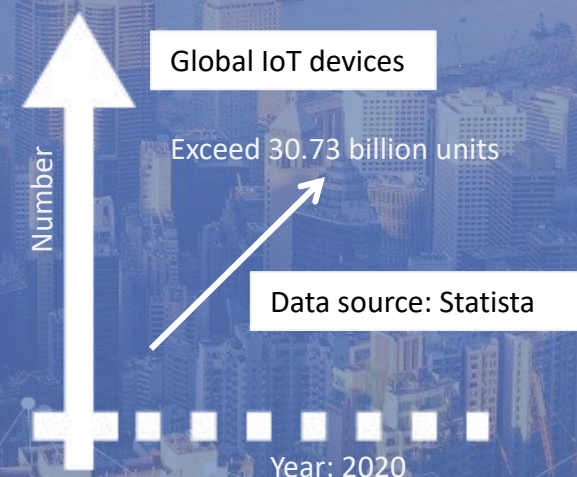 Global IoT devices
Exceed 30.73 billion units
Number
Data source: Statista
Year: 2020